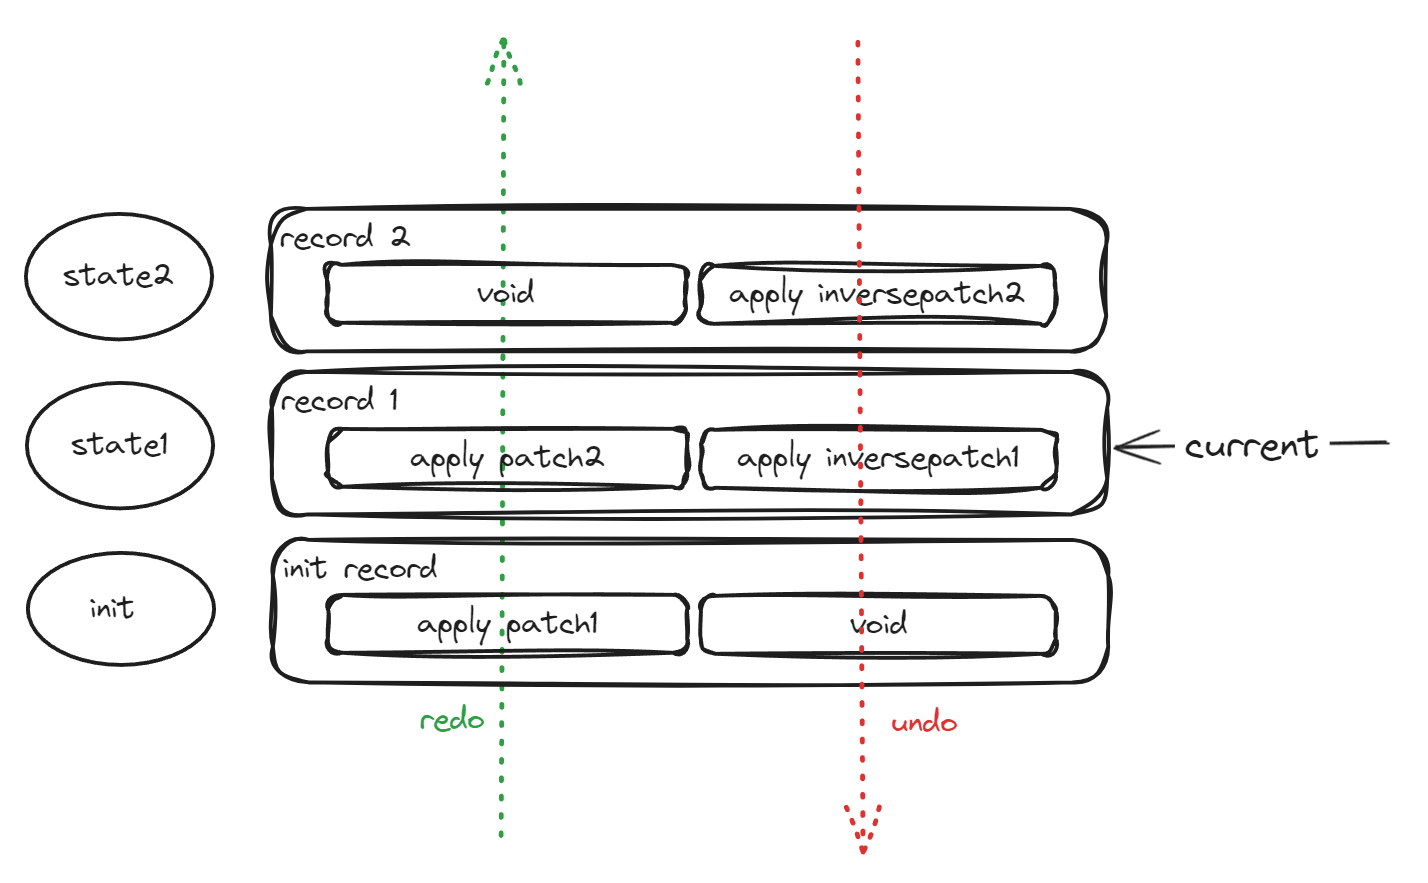 record 2
state2
void
apply inversepatch2
record 1
state1
apply patch2
apply inversepatch1
current
init record
init
apply patch1
void
redo
undo